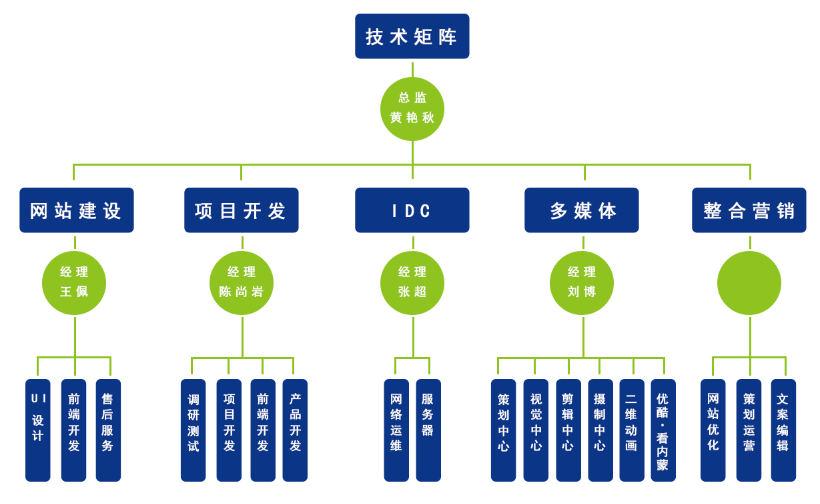 技术矩阵
总监
黄艳秋
网站建设
项目开发
IDC
多媒体
整合营销
经理
王佩
经理
陈尚岩
经理
张超
经理
刘博
UI设计
前端开发
售后服务
调研测试
项目开发
前端开发
产品开发
网络运维
服务器
策划中心
视觉中心
剪辑中心
摄制中心
二维动画
优酷·看内蒙
网站优化
策划运营
文案编辑